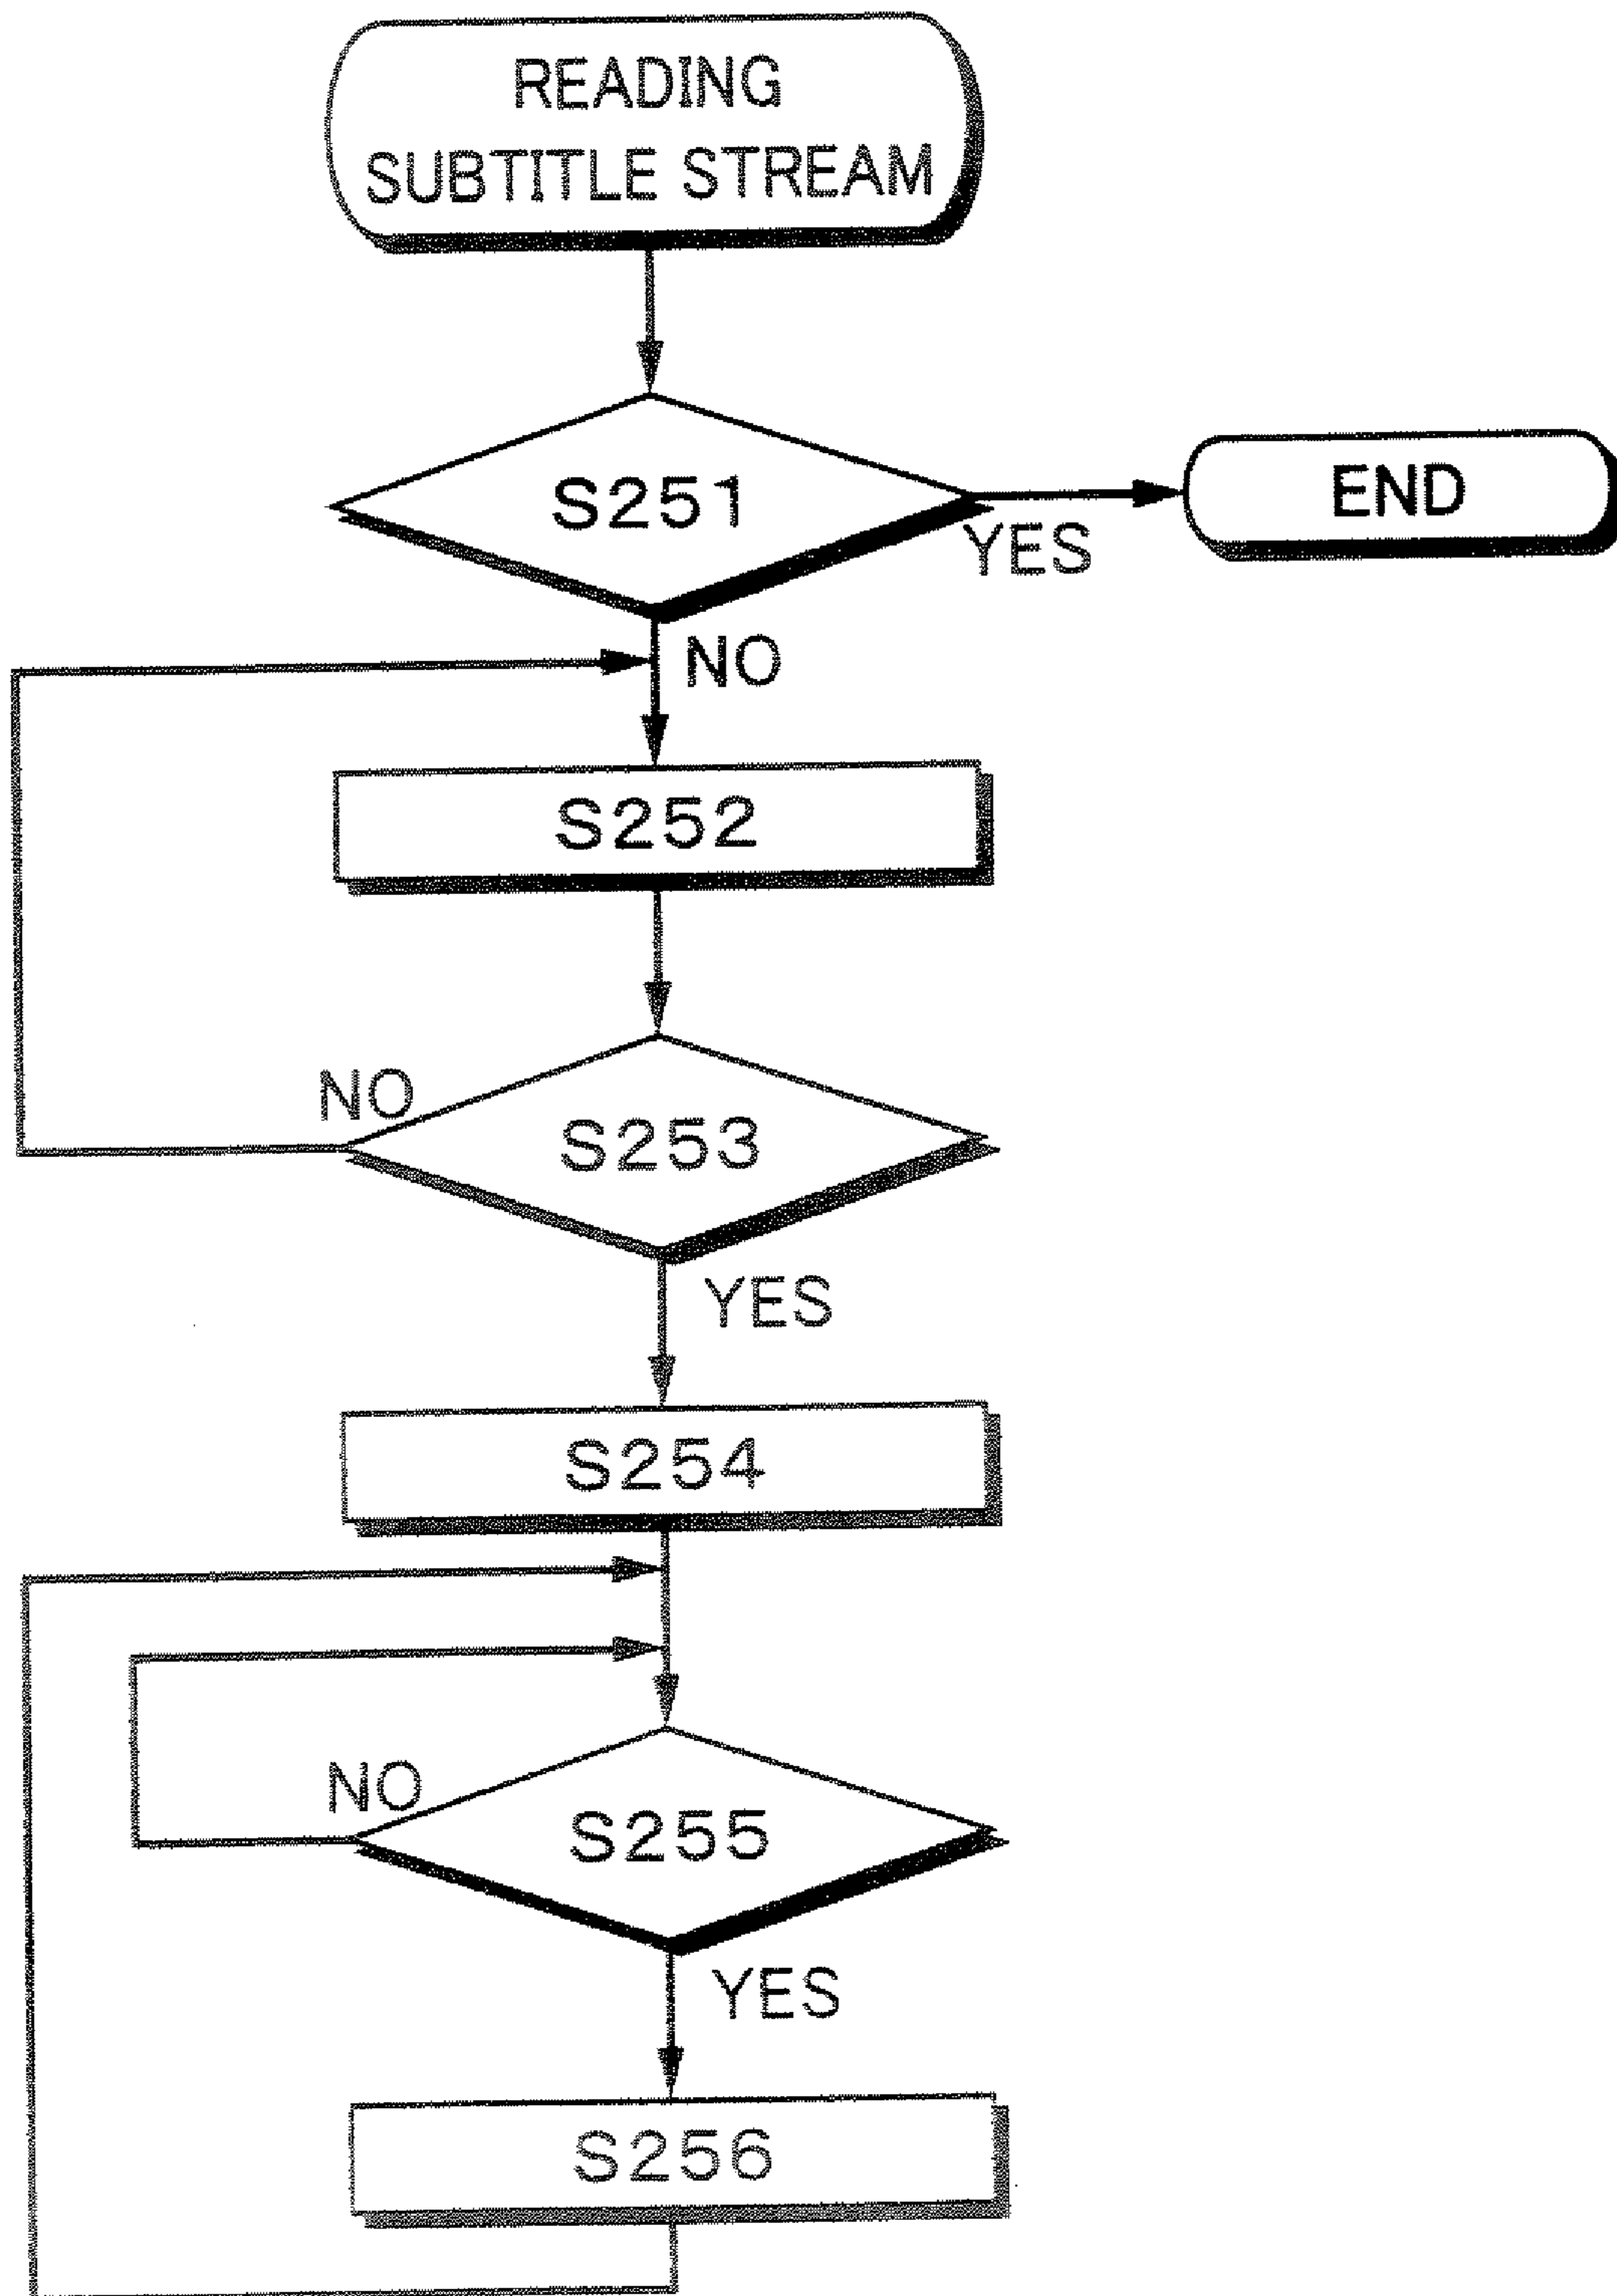 READING
SUBTITLE STREAM
S251
YES
END
NO
S252
NO
S253
YES
S254
NO
S255
YES
S256